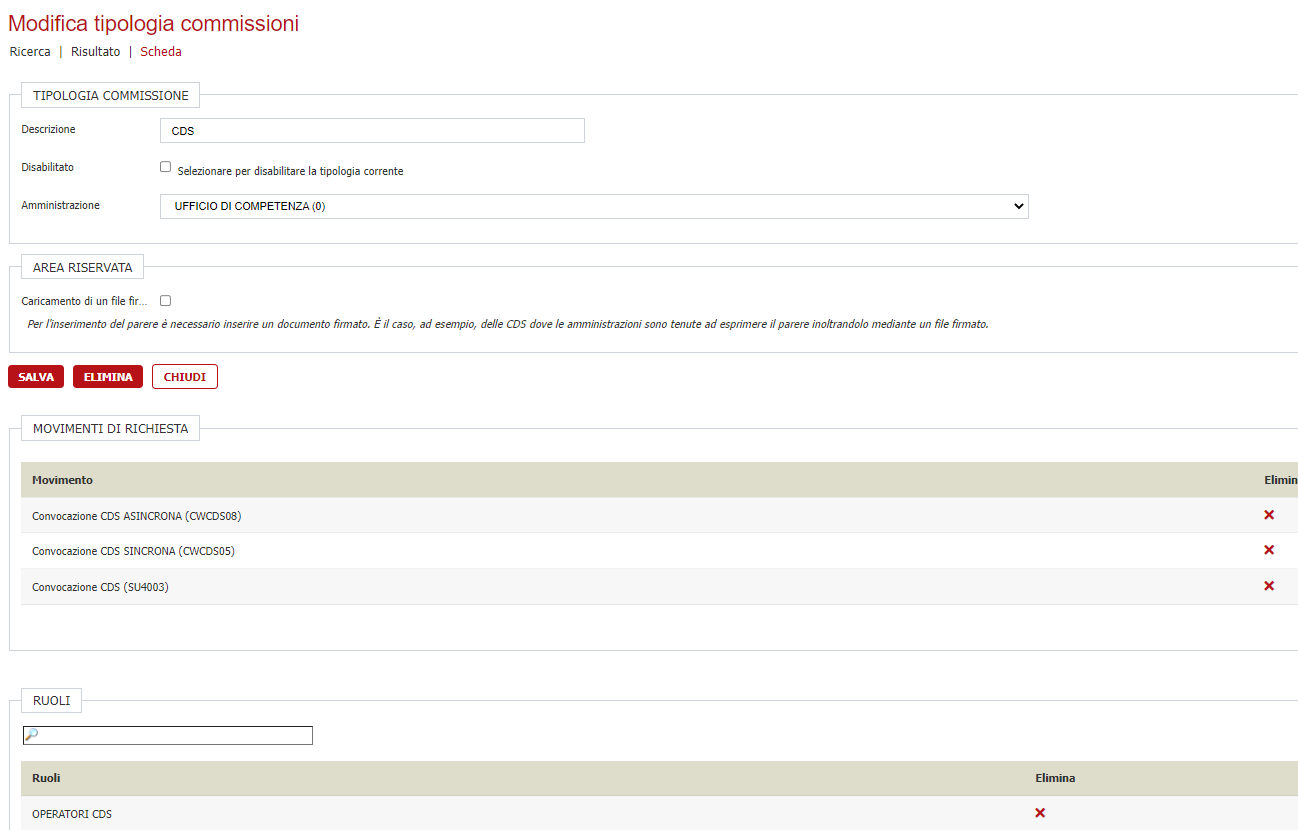 Modifica tipologia commissioni
Ricerca | Risultato | Scheda
TIPOLOGIA COMMISSIONE
Descrizione CDS
Disabilitato Selezionare per disabilitare la tipologia corrente
Amministrazione UFFICIO DI COMPETENZA (0)
AREA RISERVATA
Caricamento di un file fir...
Per l'inserimento del parere è necessario inserire un documento firmato. È il caso, ad esempio, delle CDS dove le amministrazioni sono tenute ad esprimere il parere inoltrandolo mediante un file firmato.
SALVA ELIMINA CHIUDI
MOVIMENTI DI RICHIESTA
Movimento Elimin
Convocazione CDS ASINCRONA (CWCDS08)
Convocazione CDS SINCRONA (CWCDS05)
Convocazione CDS (SU4003)
RUOLI
Ruoli Elimina
OPERATORI CDS